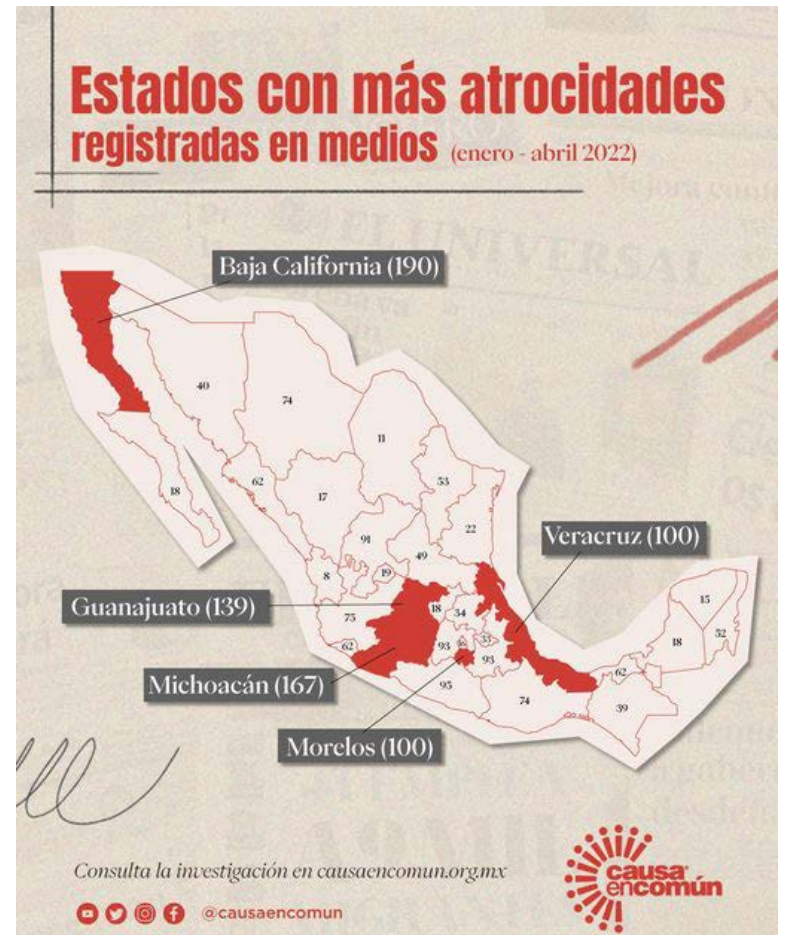 Estados con más atrocidades
registradas en medios (enero - abril 2022)
EL UNIVERSAL
Baja California (190)
40
74
11
18
62
17
53
91
22
49
8
19
Veracruz (100)
Guanajuato (139)
75
18
34
62
93
33
93
15
52
18
62
39
Michoacán (167)
95
74
Morelos (100)
Consulta la investigación en causaencomun.org.mx
@causaencomun
causa
encomún